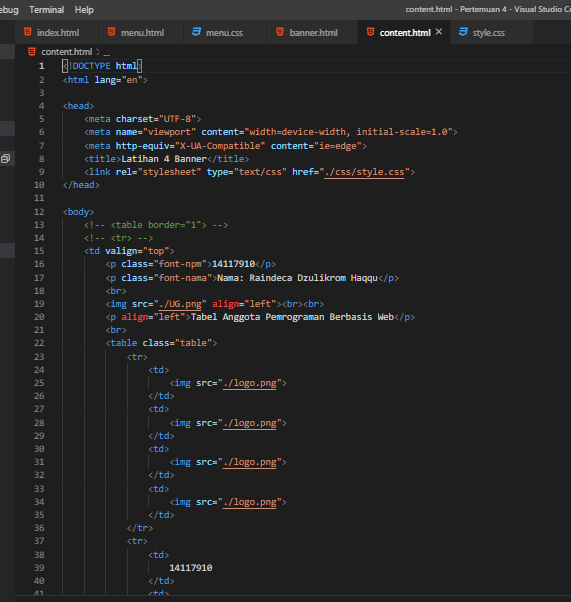 ebug Terminal Help content.html - Pertemuan 4 - Visual Studio Co
index.html menu.html menu.css banner.html content.html style.css
content.html > ...
1 <!DOCTYPE html>
2 <html lang="en">
3
4 <head>
5 <meta charset="UTF-8">
6 <meta name="viewport" content="width=device-width, initial-scale=1.0">
7 <meta http-equiv="X-UA-Compatible" content="ie=edge">
8 <title>Latihan 4 Banner</title>
9 <link rel="stylesheet" type="text/css" href="./css/style.css">
10 </head>
11
12 <body>
13 <!-- <table border="1"> -->
14 <!-- <tr> -->
15 <td valign="top">
16 <p class="font-npm">14117910</p>
17 <p class="font-nama">Nama: Raindeca Dzulikrom Haqqu</p>
18 <br>
19 <img src="./UG.png" align="left"><br><br>
20 <p align="left">Tabel Anggota Pemrograman Berbasis Web</p>
21 <br>
22 <table class="table">
23 <tr>
24 <td>
25 <img src="./logo.png">
26 </td>
27 <td>
28 <img src="./logo.png">
29 </td>
30 <td>
31 <img src="./logo.png">
32 </td>
33 <td>
34 <img src="./logo.png">
35 </td>
36 </tr>
37 <tr>
38 <td>
39 14117910
40 </td>
41 <td>